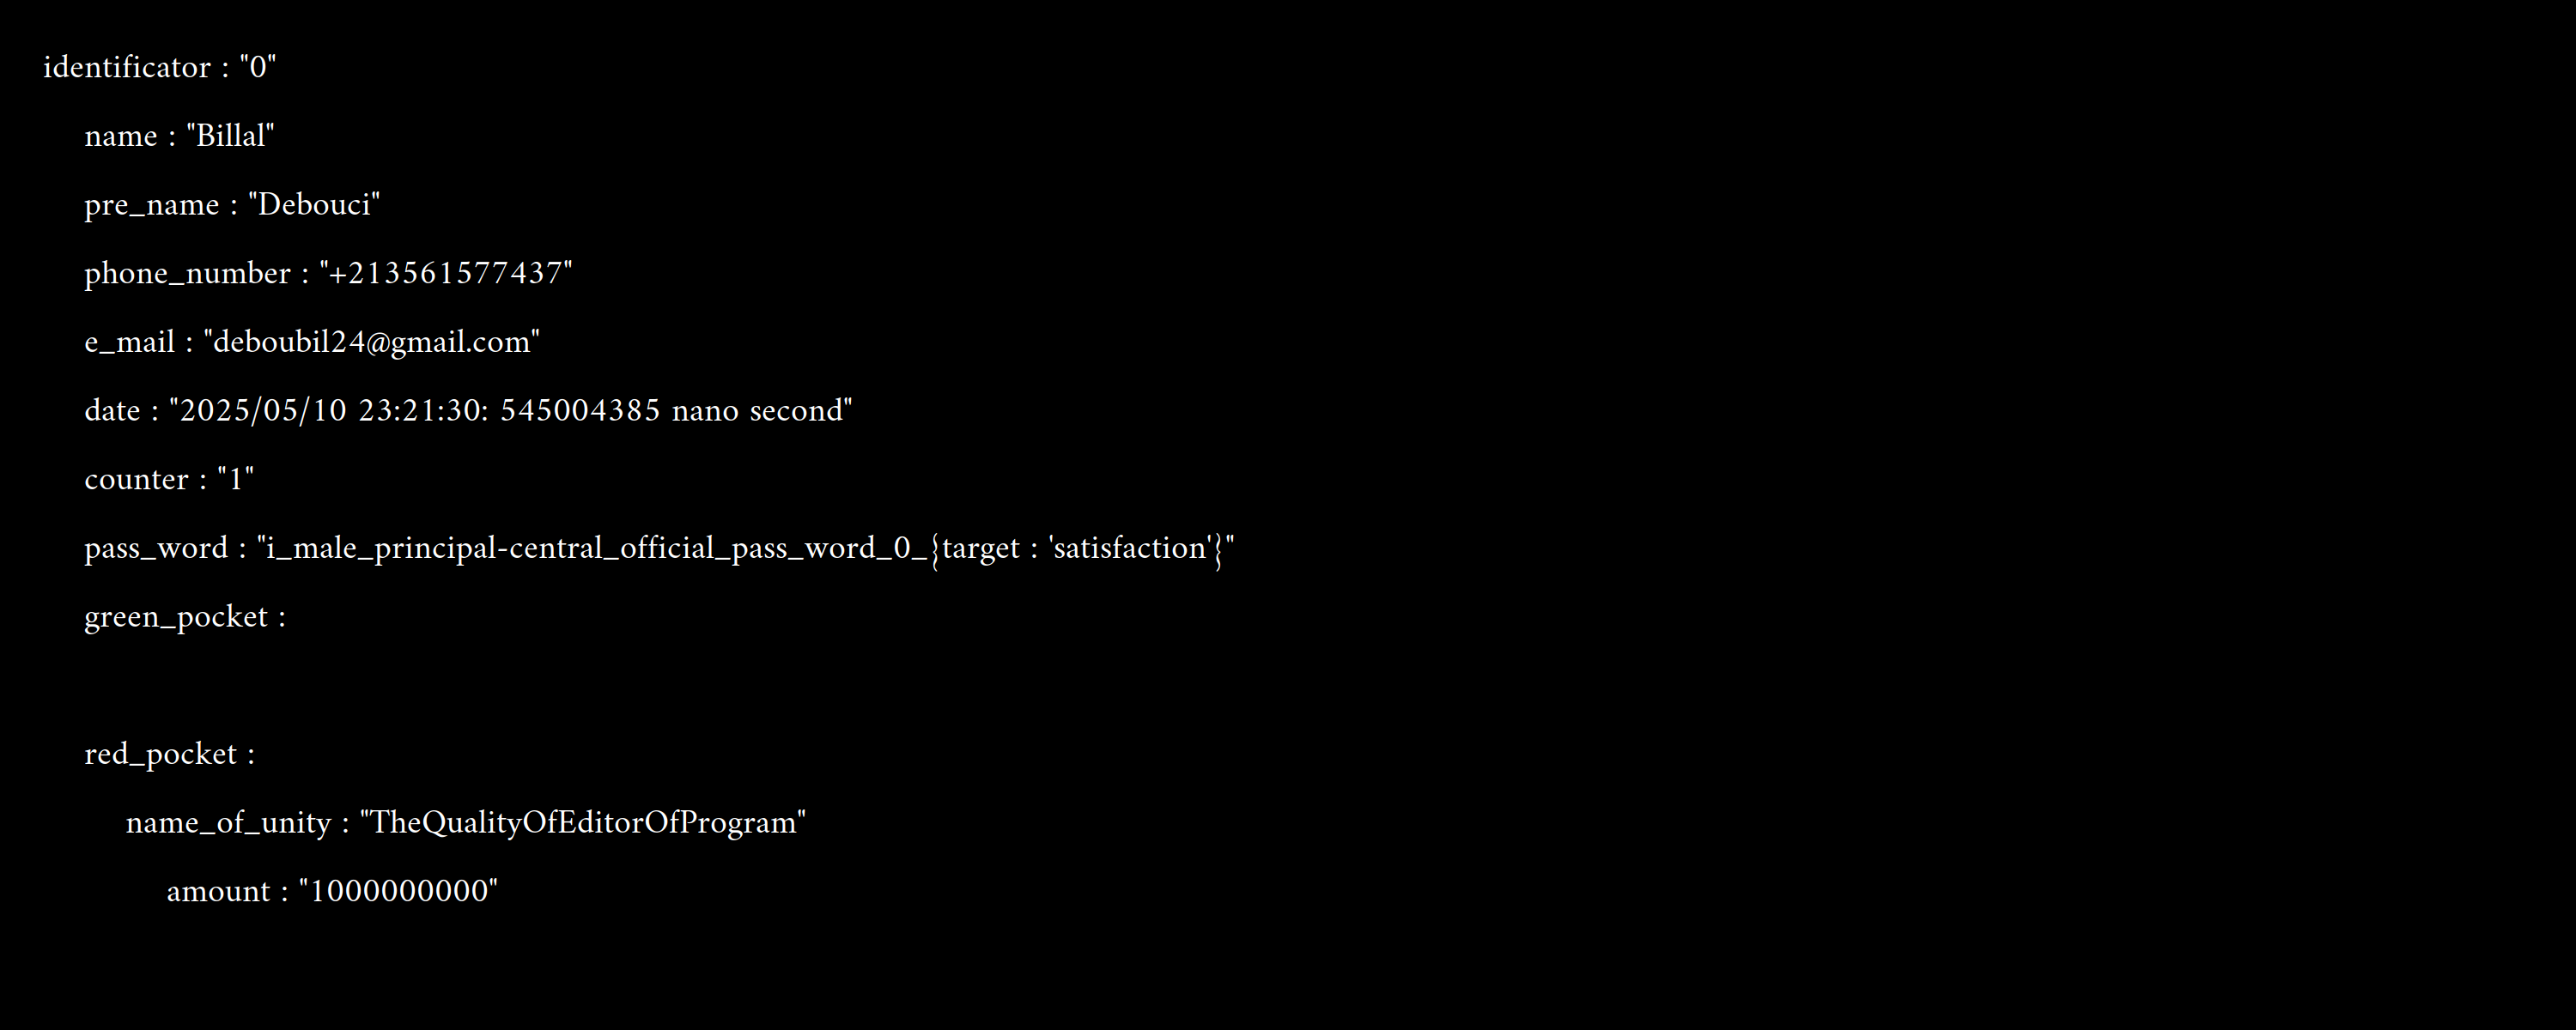 identificator : "0"
name : "Billal"
pre_name : "Debouci"
phone_number : "+213561577437"
e_mail : "deboubil24@gmail.com"
date : "2025/05/10 23:21:30: 545004385 nano second"
counter : "1"
pass_word : "i_male_principal-central_official_pass_word_0_{target : 'satisfaction'}"
green_pocket :
red_pocket :
name_of_unity : "TheQualityOfEditorOfProgram"
amount : "1000000000"